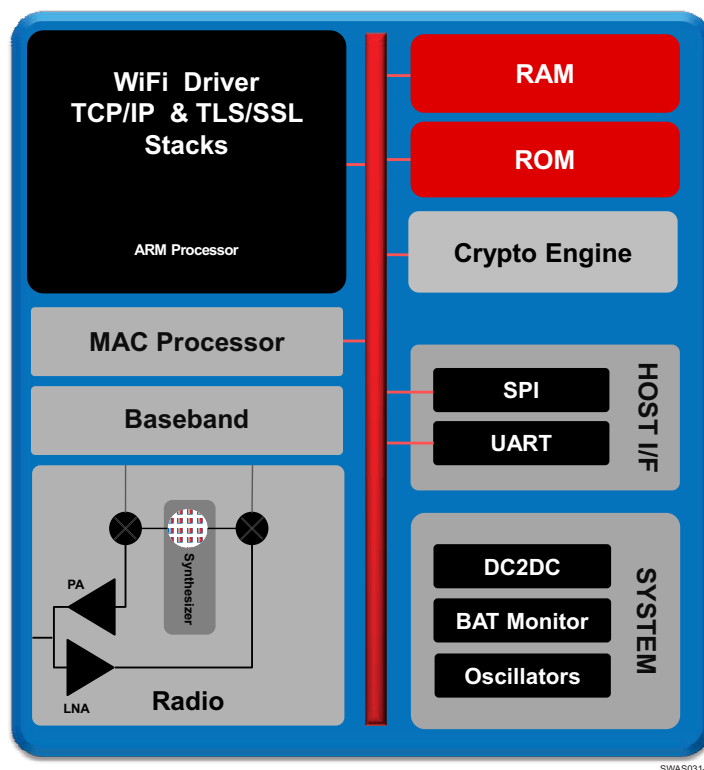 WiFi Driver
TCP/IP & TLS/SSL
Stacks
ARM Processor
MAC Processor
Baseband
Synthesizer
PA
LNA
Radio
RAM
ROM
Crypto Engine
SPI
UART
HOST I/F
DC2DC
BAT Monitor
Oscillators
SYSTEM